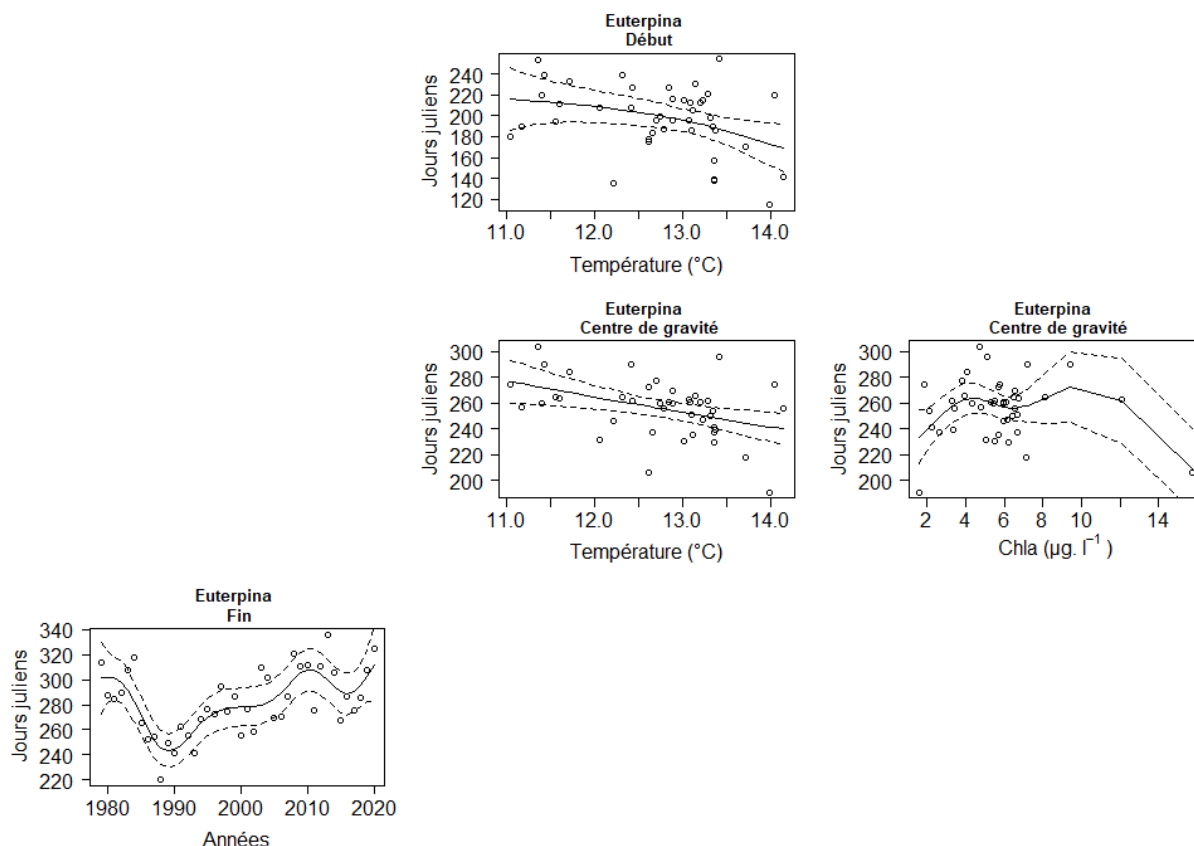 Euterpina
Début
Jours juliens
240
220
200
180
160
140
120
11.0 12.0 13.0 14.0
Température (°C)
Euterpina
Centre de gravité
Jours juliens
300
280
260
240
220
200
11.0 12.0 13.0 14.0
Température (°C)
Euterpina
Centre de gravité
Jours juliens
300
280
260
240
220
200
2 4 6 8 10 14
Chla (µg. l⁻¹ )
Euterpina
Fin
Jours juliens
340
320
300
280
260
240
220
1980 1990 2000 2010 2020
Années